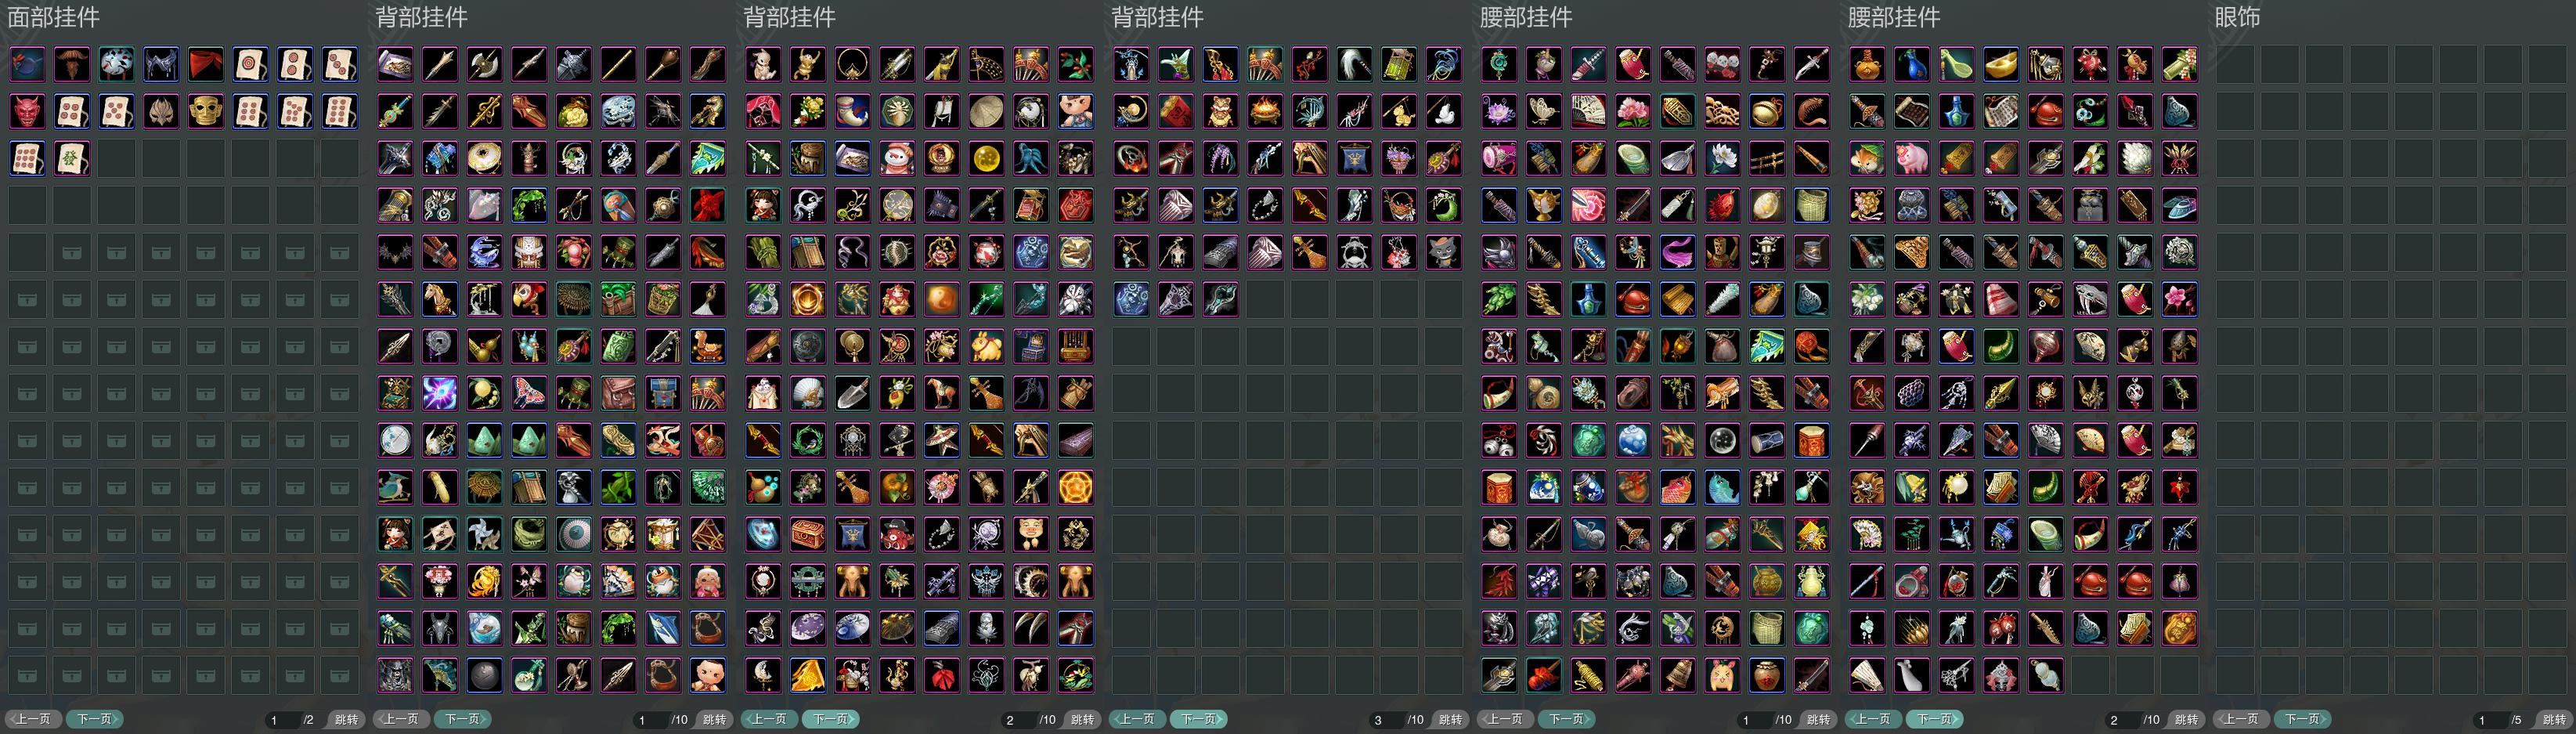 面部挂件
背部挂件
背部挂件
背部挂件
腰部挂件
腰部挂件
眼饰
上一页 下一页 1 /2 跳转
上一页 下一页 1 /10 跳转
上一页 下一页 2 /10 跳转
上一页 下一页 3 /10 跳转
上一页 下一页 1 /10 跳转
上一页 下一页 2 /10 跳转
上一页 下一页 1 /5 跳转